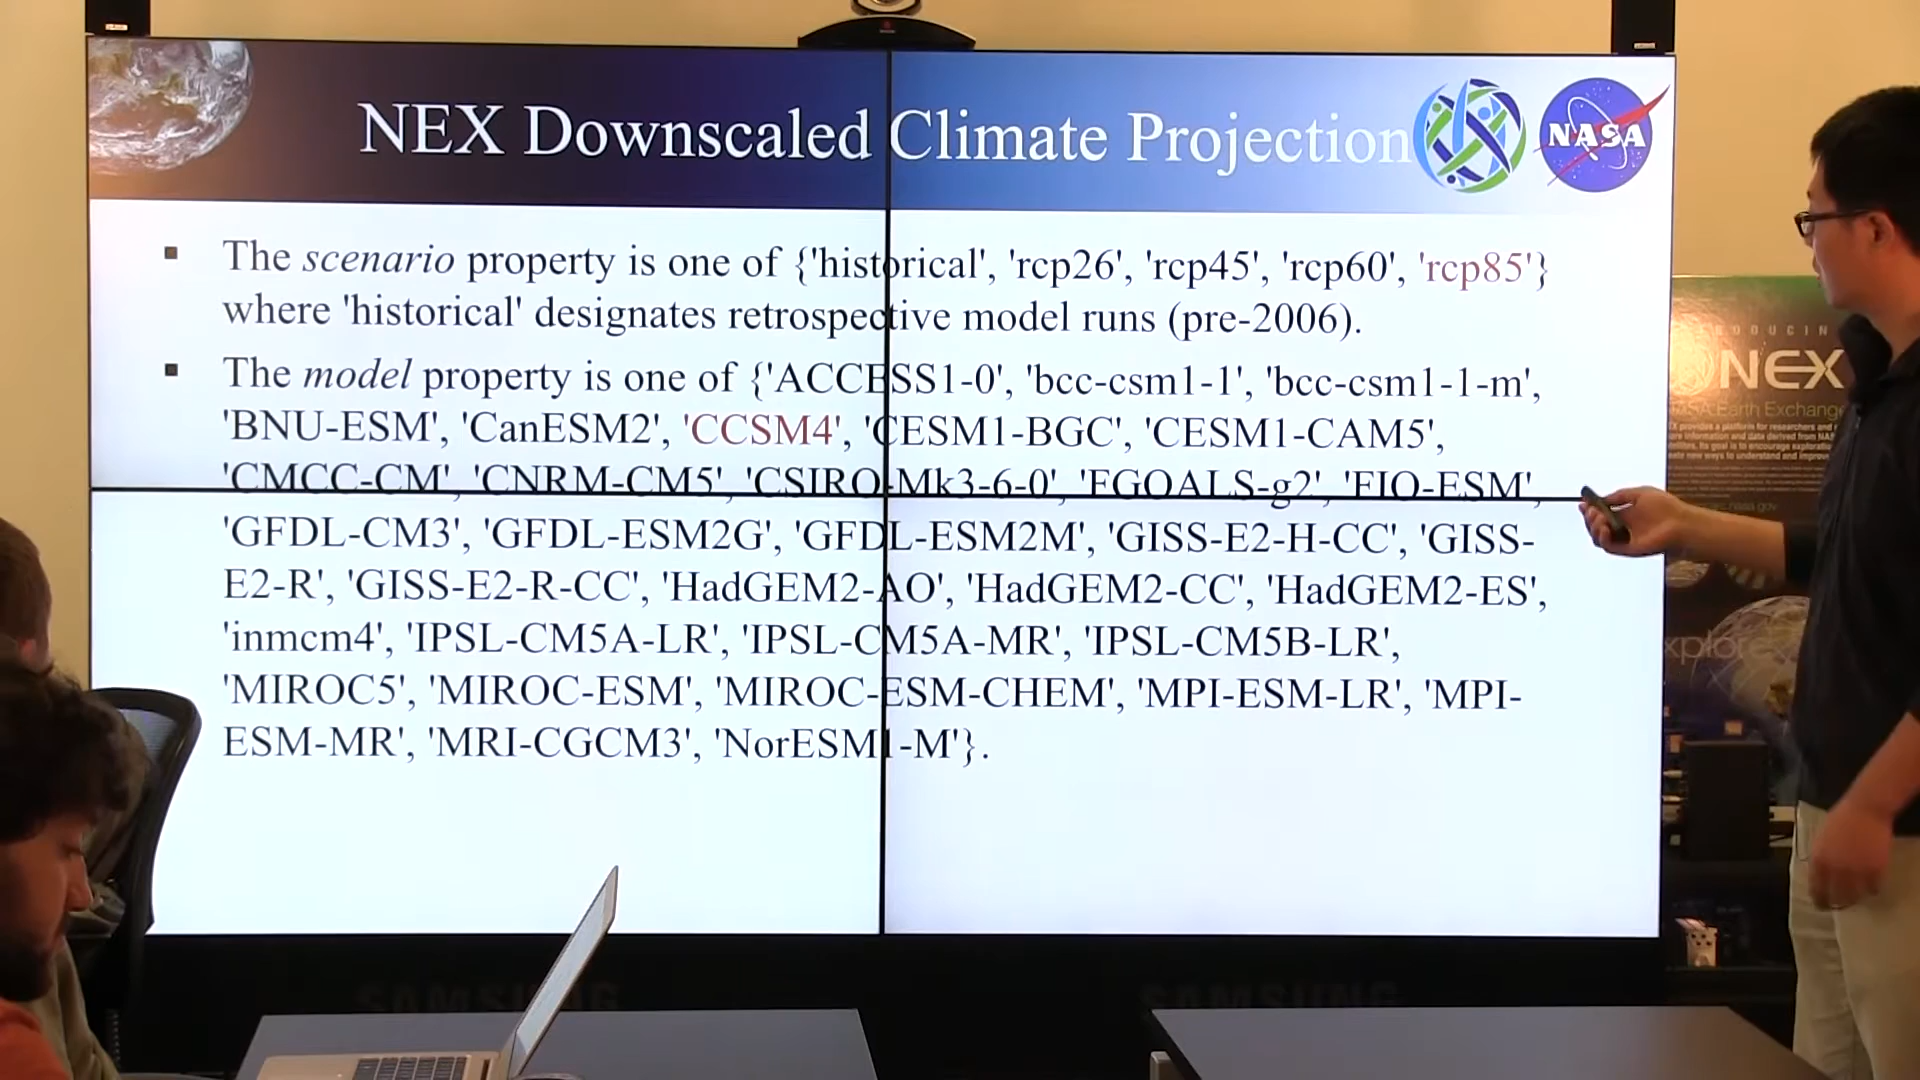 NEX Downscaled Climate Projection
NASA
The scenario property is one of {'historical', 'rcp26', 'rcp45', 'rcp60', 'rcp85'}
where 'historical' designates retrospective model runs (pre-2006).
The model property is one of {'ACCESS1-0', 'bcc-csm1-1', 'bcc-csm1-1-m',
'BNU-ESM', 'CanESM2', 'CCSM4', 'CESM1-BGC', 'CESM1-CAM5',
'CMCC-CM', 'CNRM-CM5', 'CSIRO-Mk3-6-0', 'FGOALS-g2', 'FIO-ESM',
'GFDL-CM3', 'GFDL-ESM2G', 'GFDL-ESM2M', 'GISS-E2-H-CC', 'GISS-
E2-R', 'GISS-E2-R-CC', 'HadGEM2-AO', 'HadGEM2-CC', 'HadGEM2-ES',
'inmcm4', 'IPSL-CM5A-LR', 'IPSL-CM5A-MR', 'IPSL-CM5B-LR',
'MIROC5', 'MIROC-ESM', 'MIROC-ESM-CHEM', 'MPI-ESM-LR', 'MPI-
ESM-MR', 'MRI-CGCM3', 'NorESM1-M'}.
NEX
Earth Exchange
SAMSUNG
SAMSUNG